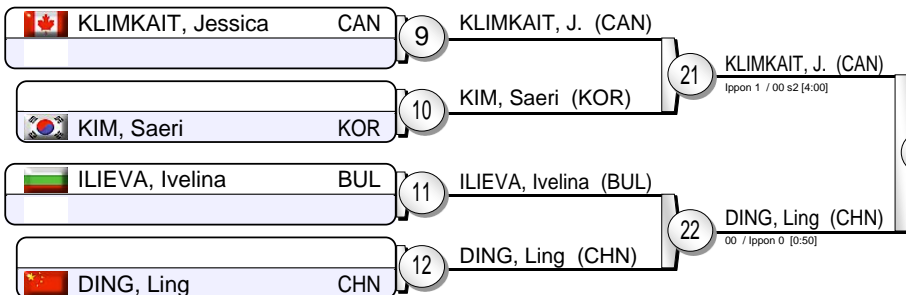 KLIMKAIT, Jessica CAN
9
KLIMKAIT, J. (CAN)
21
KLIMKAIT, J. (CAN)
Ippon 1 / 00 s2 [4:00]
10
KIM, Saeri (KOR)
KIM, Saeri KOR
ILIEVA, Ivelina BUL
11
ILIEVA, Ivelina (BUL)
22
DING, Ling (CHN)
00 / Ippon 0 [0:50]
12
DING, Ling (CHN)
DING, Ling CHN